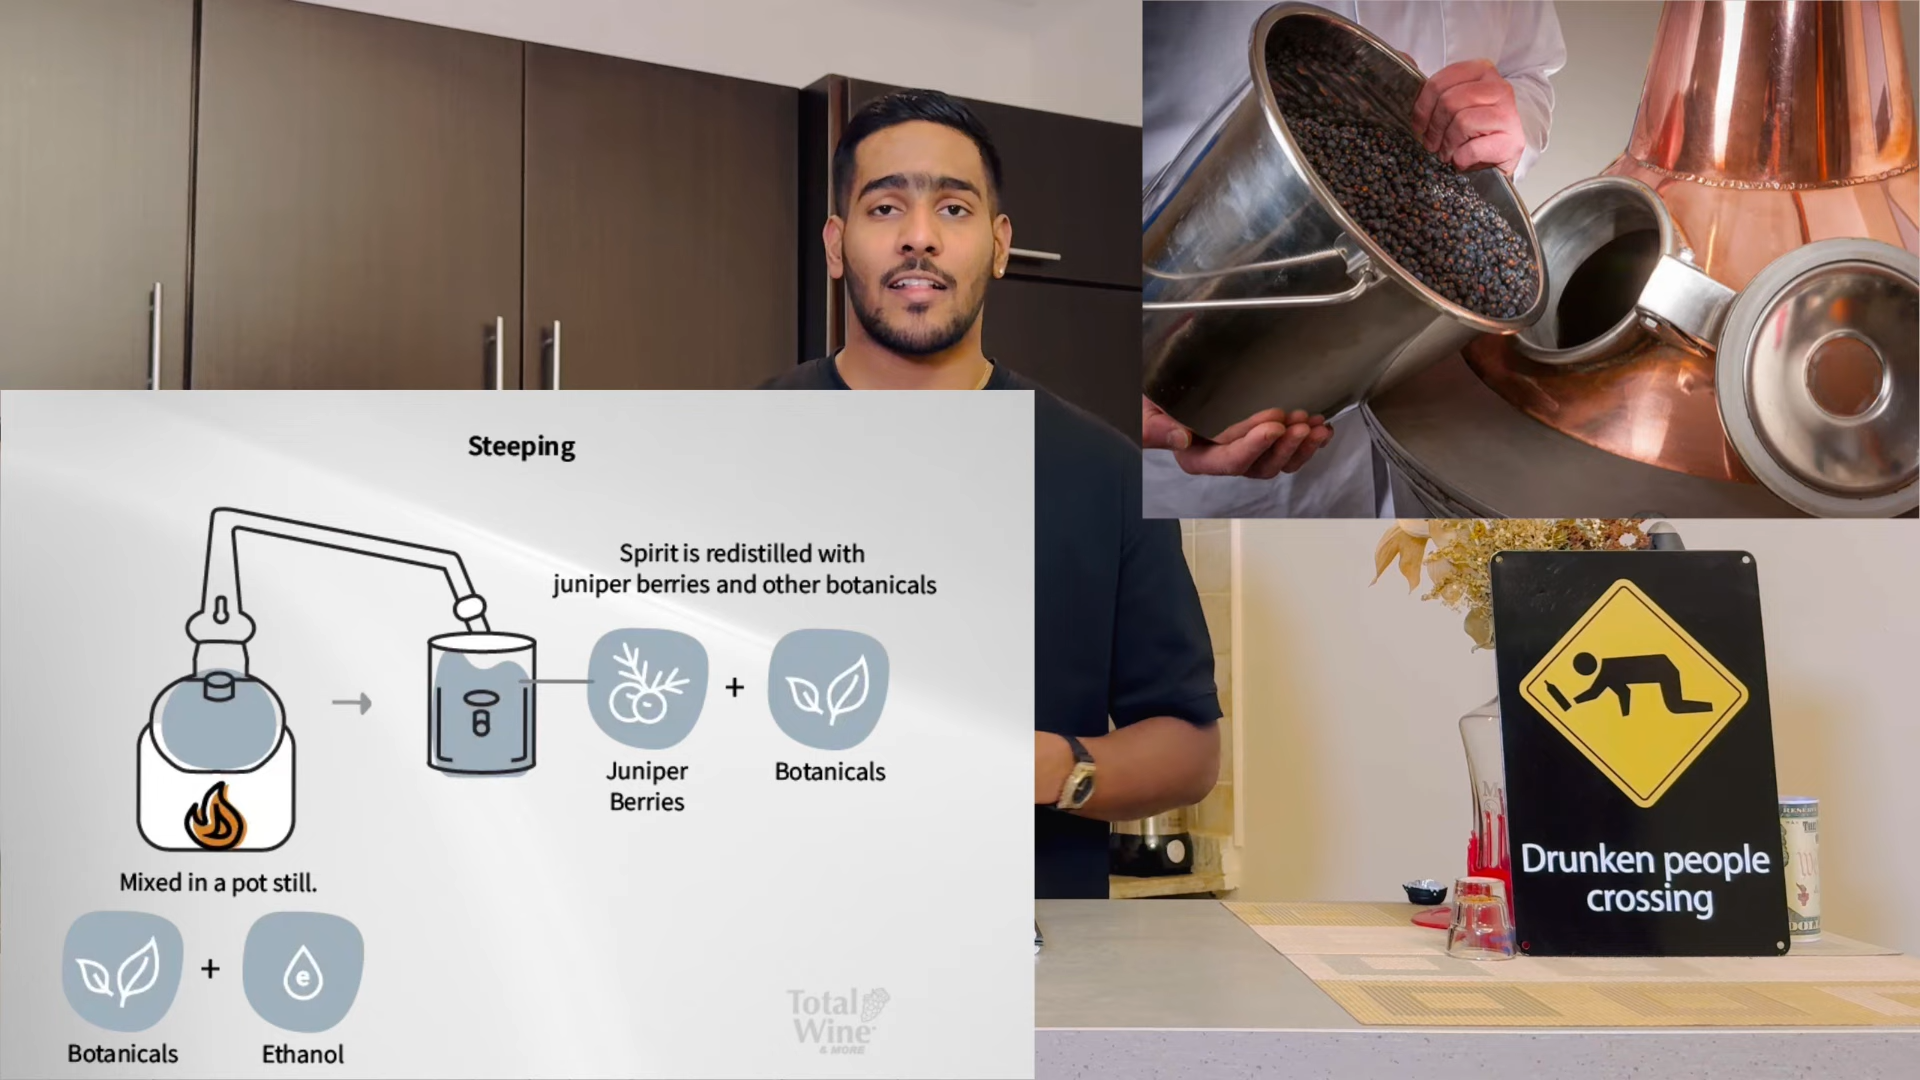 Steeping
Spirit is redistilled with
juniper berries and other botanicals
Juniper
Berries
+
Botanicals
Mixed in a pot still.
Botanicals
+
Ethanol
e
Total
Wine
& MORE
Drunken people
crossing